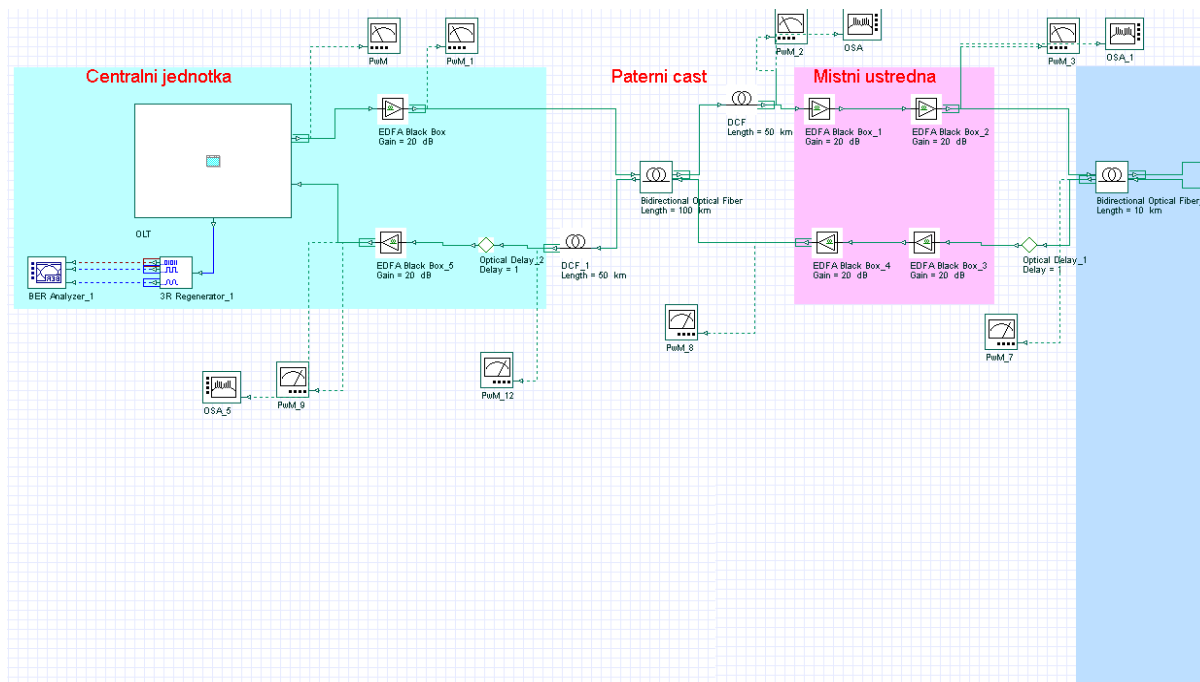 PwM
PwM_1
PwM_2
OSA
PwM_3
OSA_1
Centralni jednotka
Paterni cast
Mistni ustredna
DCF
Length = 50 km
EDFA Black Box
Gain = 20 dB
EDFA Black Box_1
Gain = 20 dB
EDFA Black Box_2
Gain = 20 dB
Bidirectional Optical Fiber
Length = 100 km
Bidirectional Optical Fiber_
Length = 10 km
OLT
EDFA Black Box_5
Gain = 20 dB
Optical Delay_2
Delay = 1
DCF_1
Length = 50 km
EDFA Black Box_4
Gain = 20 dB
EDFA Black Box_3
Gain = 20 dB
Optical Delay_1
Delay = 1
BER Analyzer_1
3R Regenerator_1
PwM_8
PwM_7
OSA_5
PwM_9
PwM_12